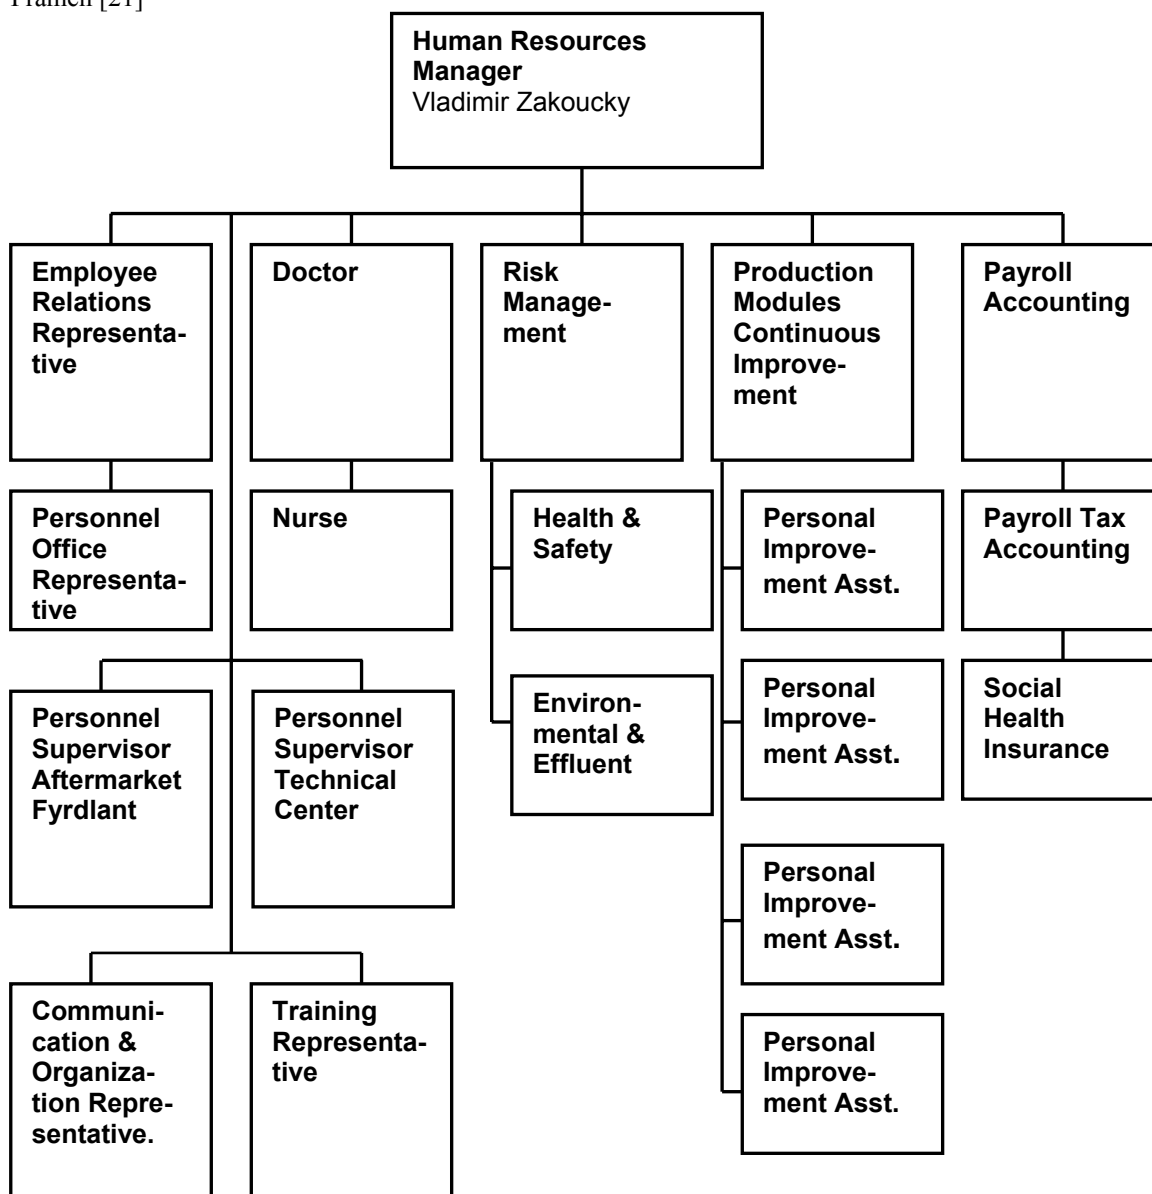 Human Resources
Manager
Vladimir Zakoucky
Employee
Relations
Representa-
tive
Doctor
Risk
Manage-
ment
Production
Modules
Continuous
Improve-
ment
Payroll
Accounting
Personnel
Office
Representa-
tive
Nurse
Health &
Safety
Personal
Improve-
ment Asst.
Payroll Tax
Accounting
Personnel
Supervisor
Aftermarket
Fyrdlant
Personnel
Supervisor
Technical
Center
Environ-
mental &
Effluent
Personal
Improve-
ment Asst.
Social
Health
Insurance
Personal
Improve-
ment Asst.
Communi-
cation &
Organiza-
tion Repre-
sentative.
Training
Representa-
tive
Personal
Improve-
ment Asst.